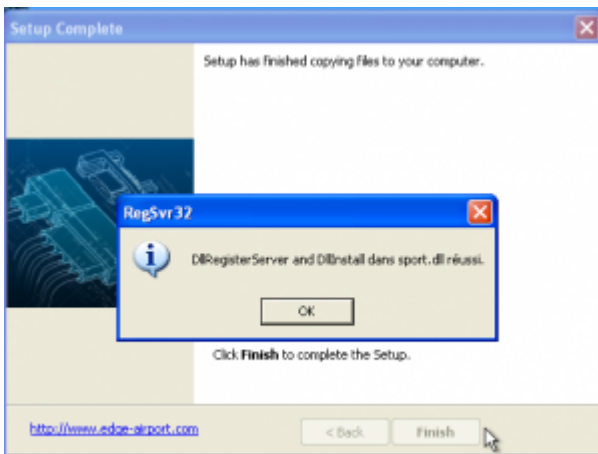 Setup Complete
Setup has finished copying files to your computer.
RegSvr32
DllRegisterServer and DllInstall dans sport.dll réussi.
OK
Click Finish to complete the Setup.
http://www.edge-airport.com
< Back
Finish